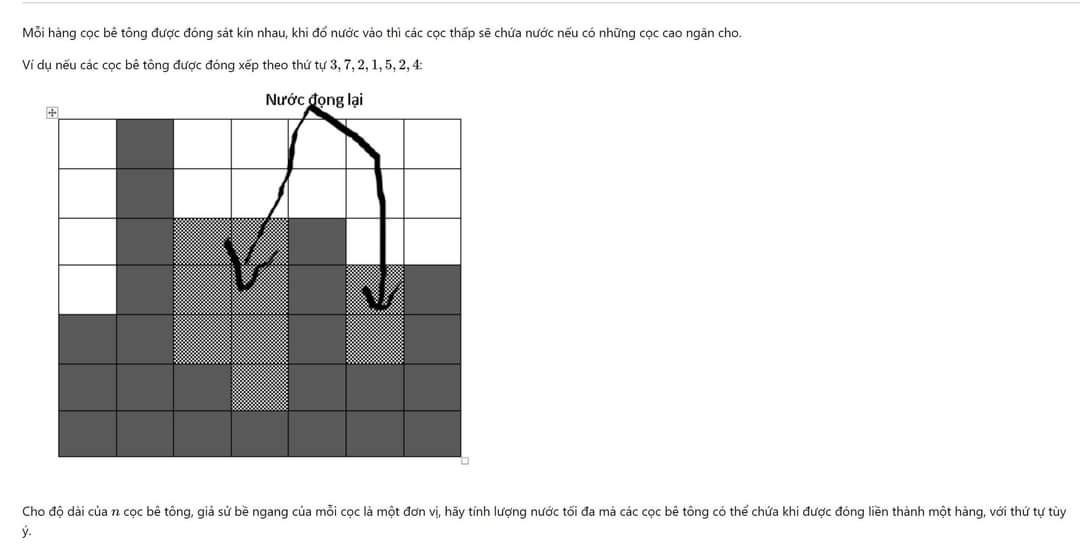 Mỗi hàng cọc bê tông được đóng sát kín nhau, khi đổ nước vào thì các cọc thấp sẽ chứa nước nếu có những cọc cao ngăn cho.
Ví dụ nếu các cọc bê tông được đóng xếp theo thứ tự 3, 7, 2, 1, 5, 2, 4:
Nước đọng lại
Cho độ dài của n cọc bê tông, giả sử bề ngang của mỗi cọc là một đơn vị, hãy tính lượng nước tối đa mà các cọc bê tông có thể chứa khi được đóng liền thành một hàng, với thứ tự tùy
ý.